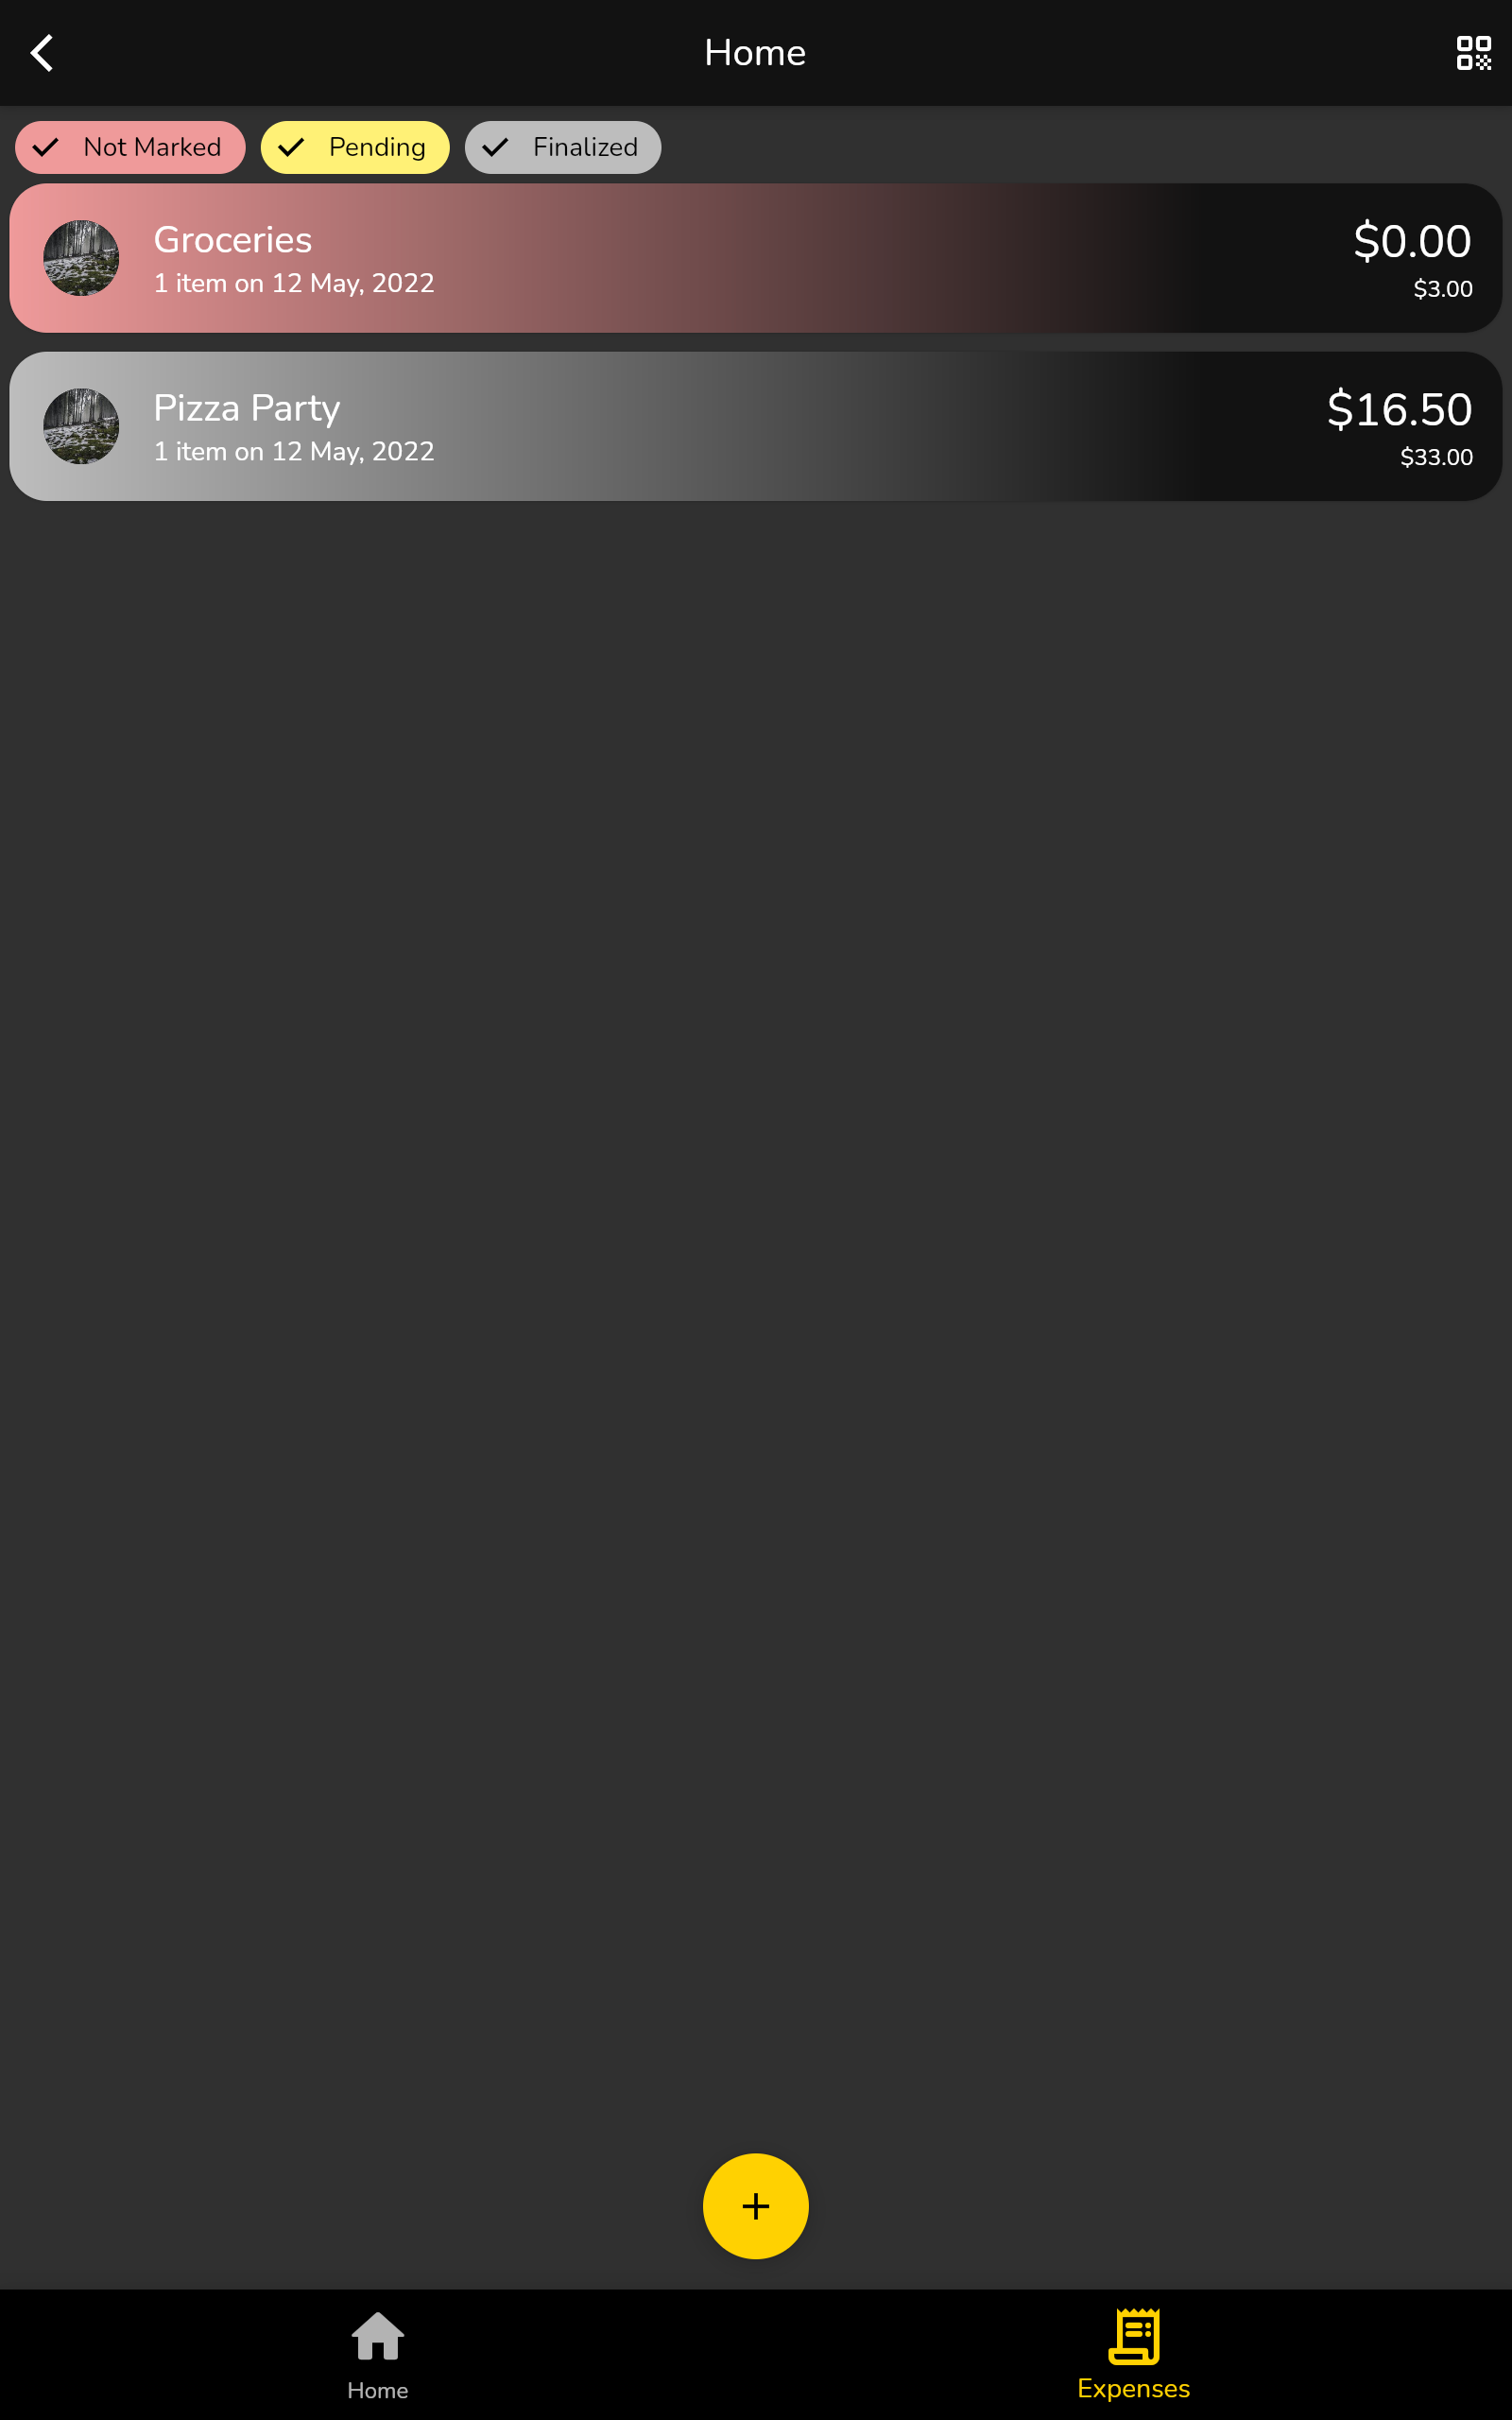 Home
Not Marked
Pending
Finalized
Groceries
$0.00
1 item on 12 May, 2022
$3.00
Pizza Party
$16.50
1 item on 12 May, 2022
$33.00
Home
Expenses